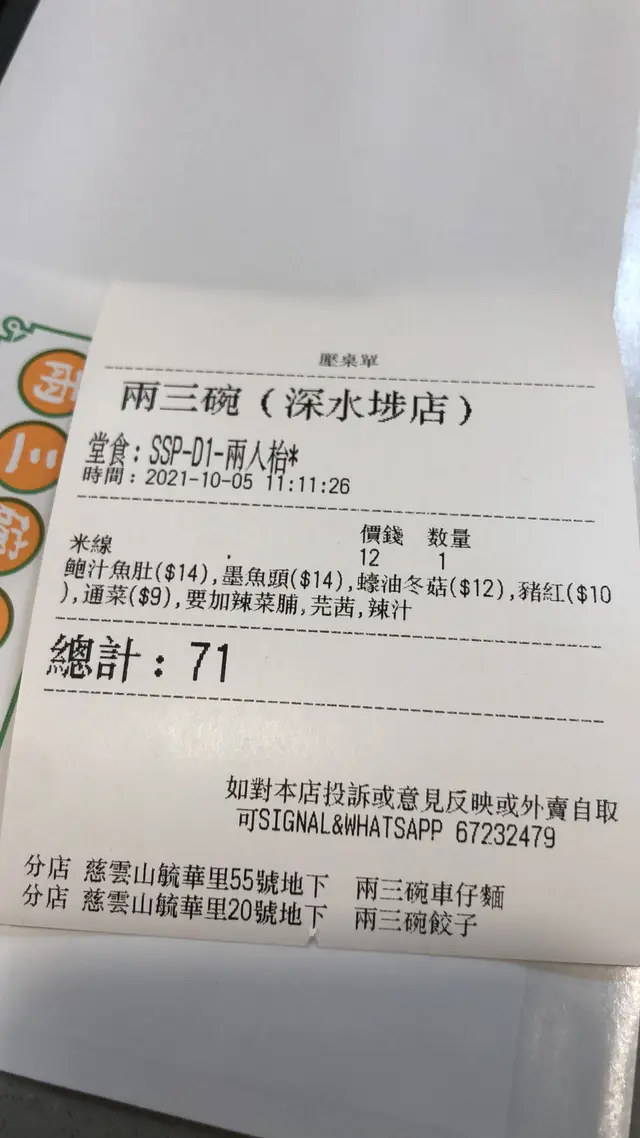 壓桌單
兩三碗（深水埗店）
堂食：SSP-D1-兩人枱*
時間：2021-10-05 11:11:26
價錢 数量
米線 12 1
鮑汁魚肚($14),墨魚頭($14),蠔油冬菇($12),豬紅($10
),通菜($9),要加辣菜脯,芫茜,辣汁
總計：71
如對本店投訴或意見反映或外賣自取
可SIGNAL&WHATSAPP 67232479
分店 慈雲山毓華里55號地下 兩三碗車仔麵
分店 慈雲山毓華里20號地下 兩三碗餃子
兩
三
碗